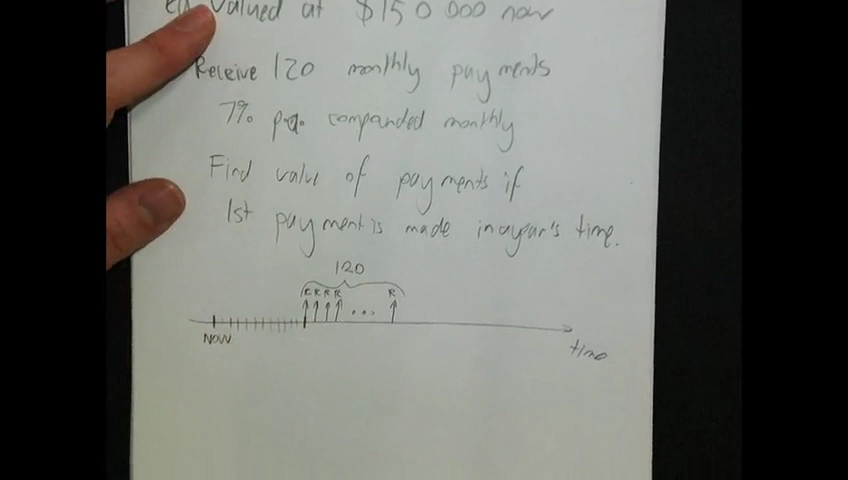 Valued at $150 000 now
Receive 120 monthly payments
7% p.a. compounded monthly
Find value of payments if
1st payment is made in a year's time.
120
R R R R R
...
NOW
time